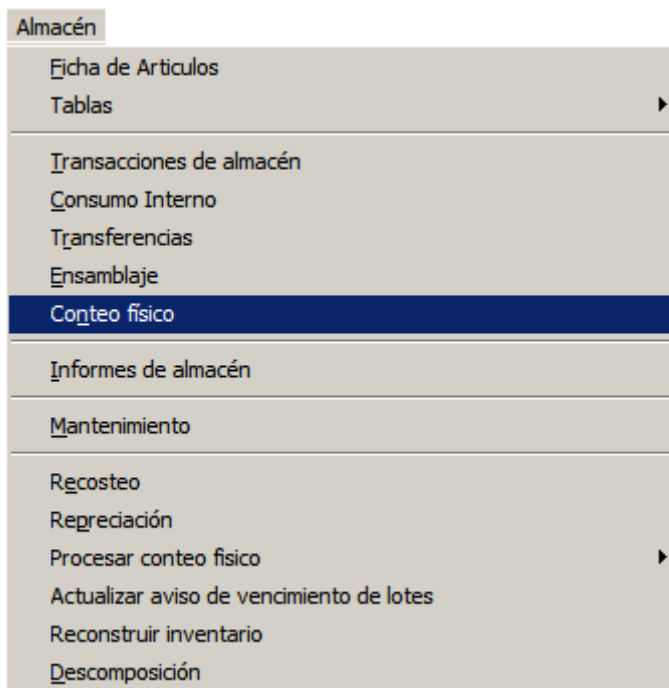 Almacén
Ficha de Articulos
Tablas
Transacciones de almacén
Consumo Interno
Transferencias
Ensamblaje
Conteo físico
Informes de almacén
Mantenimiento
Recosteo
Repreciación
Procesar conteo fisico
Actualizar aviso de vencimiento de lotes
Reconstruir inventario
Descomposición